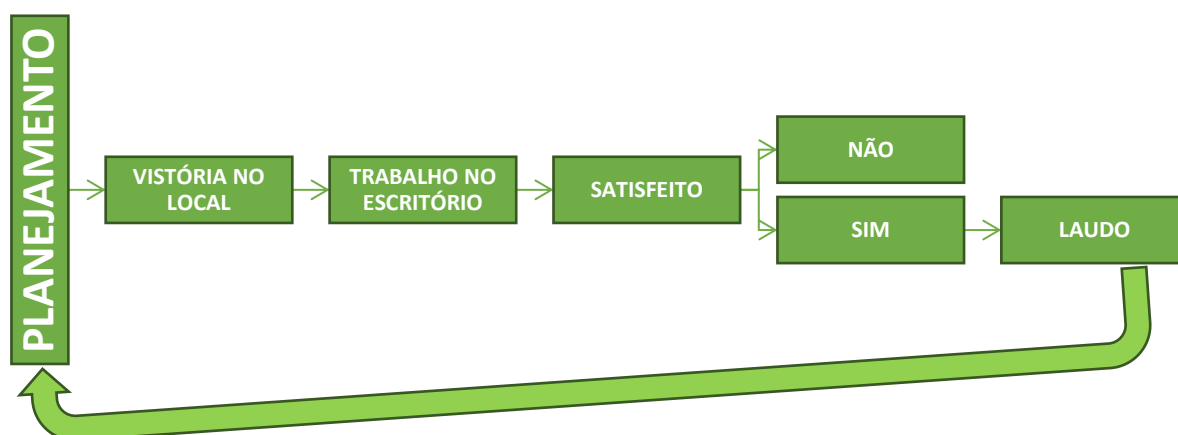 PLANEJAMENTO
VISTÓRIA NO
LOCAL
TRABALHO NO
ESCRITÓRIO
SATISFEITO
NÃO
SIM
LAUDO